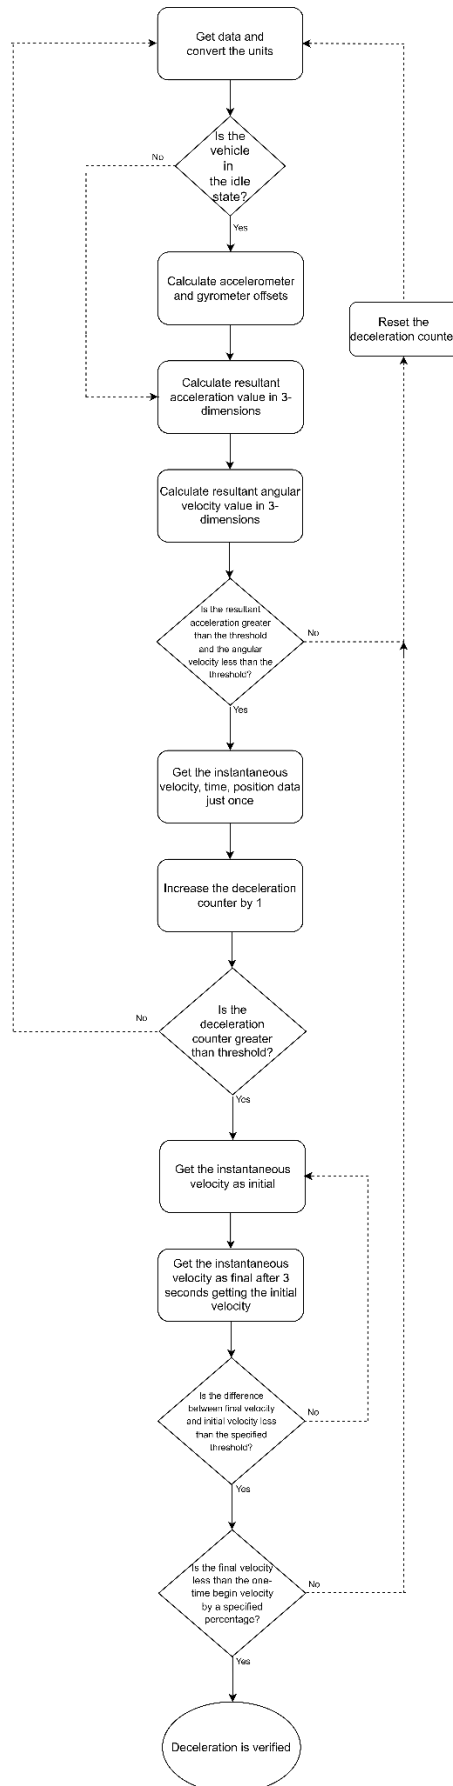 Get data and
convert the units
Is the
vehicle
in
the idle
state?
No
Yes
Calculate accelerometer
and gyrometer offsets
Reset the
deceleration counte
Calculate resultant
acceleration value in 3-
dimensions
Calculate resultant angular
velocity value in 3-
dimensions
Is the resultant
acceleration greater
than the threshold
and the angular
velocity less than the
threshold?
No
Yes
Get the instantaneous
velocity, time, position data
just once
Increase the deceleration
counter by 1
Is the
deceleration
counter greater
than threshold?
No
Yes
Get the instantaneous
velocity as initial
Get the instantaneous
velocity as final after 3
seconds getting the initial
velocity
Is the difference
between final velocity
and initial velocity less
than the specified
threshold?
No
Yes
Is the final velocity
less than the one-
time begin velocity
by a specified
percentage?
No
Yes
Deceleration is verified